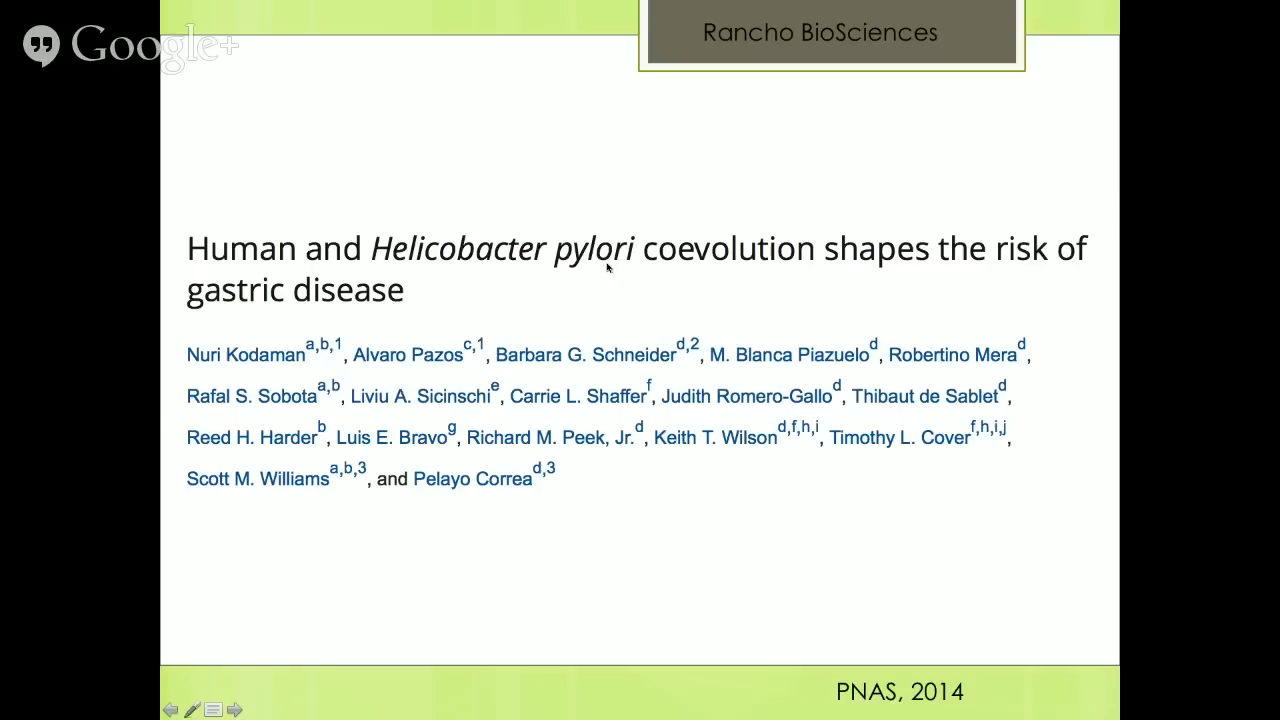 Google+
Rancho BioSciences
Human and Helicobacter pylori coevolution shapes the risk of
gastric disease
Nuri Kodaman^a,b,1, Alvaro Pazos^c,1, Barbara G. Schneider^d,2, M. Blanca Piazuelo^d, Robertino Mera^d,
Rafal S. Sobota^a,b, Liviu A. Sicinschi^e, Carrie L. Shaffer^f, Judith Romero-Gallo^d, Thibaut de Sablet^d,
Reed H. Harder^b, Luis E. Bravo^g, Richard M. Peek, Jr.^d, Keith T. Wilson^d,f,h,i, Timothy L. Cover^f,h,i,j,
Scott M. Williams^a,b,3, and Pelayo Correa^d,3
PNAS, 2014